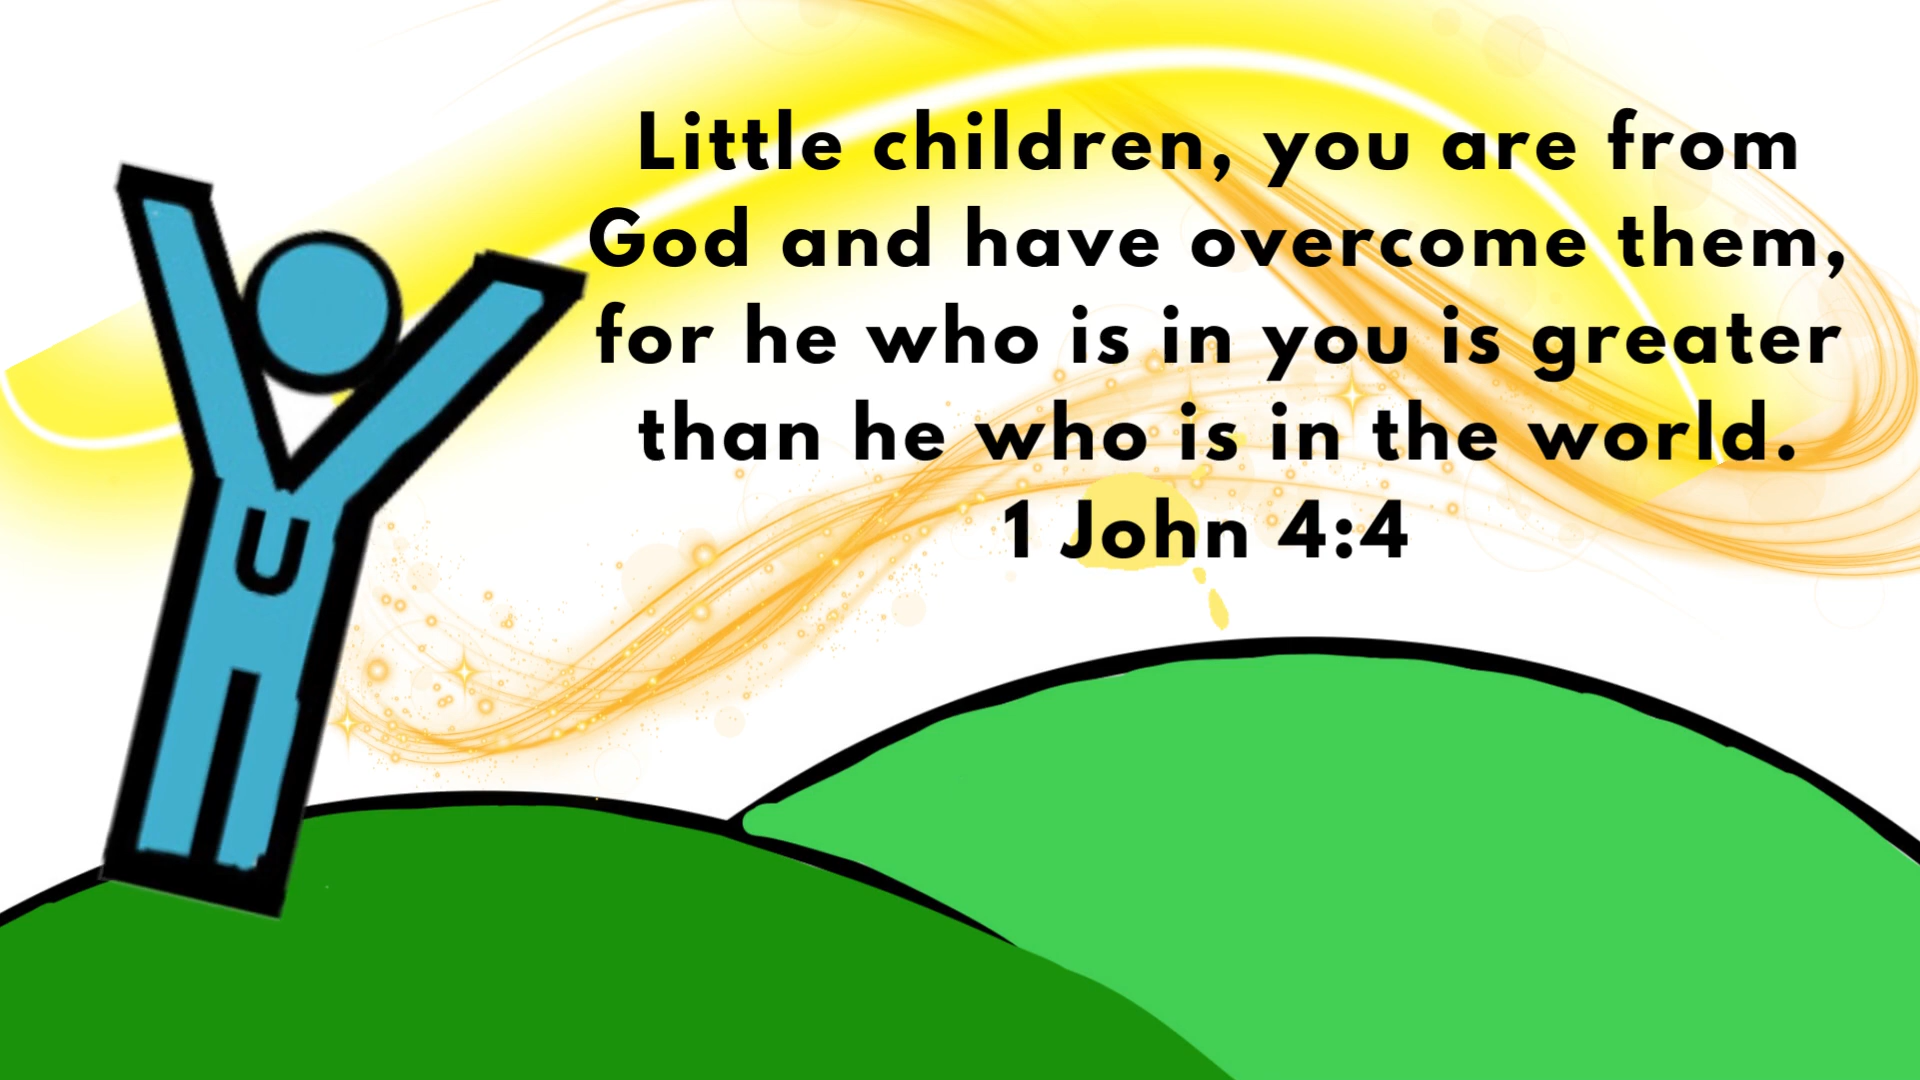 Little children, you are from
God and have overcome them,
for he who is in you is greater
than he who is in the world.
1 John 4:4
U